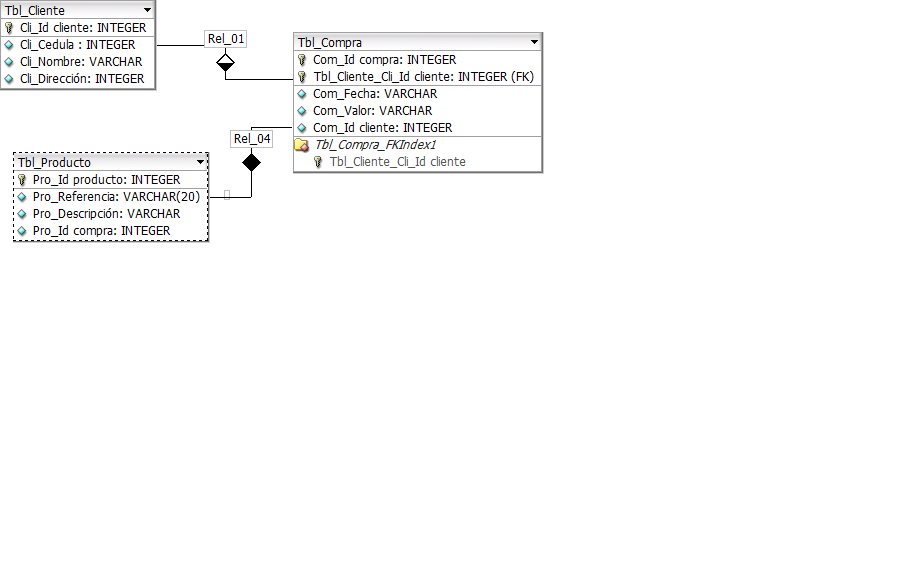 Tbl_Cliente
Cli_Id cliente: INTEGER
Cli_Cedula : INTEGER
Cli_Nombre: VARCHAR
Cli_Dirección: INTEGER
Rel_01
Tbl_Compra
Com_Id compra: INTEGER
Tbl_Cliente_Cli_Id cliente: INTEGER (FK)
Com_Fecha: VARCHAR
Com_Valor: VARCHAR
Com_Id cliente: INTEGER
Tbl_Compra_FKIndex1
Tbl_Cliente_Cli_Id cliente
Rel_04
Tbl_Producto
Pro_Id producto: INTEGER
Pro_Referencia: VARCHAR(20)
Pro_Descripción: VARCHAR
Pro_Id compra: INTEGER